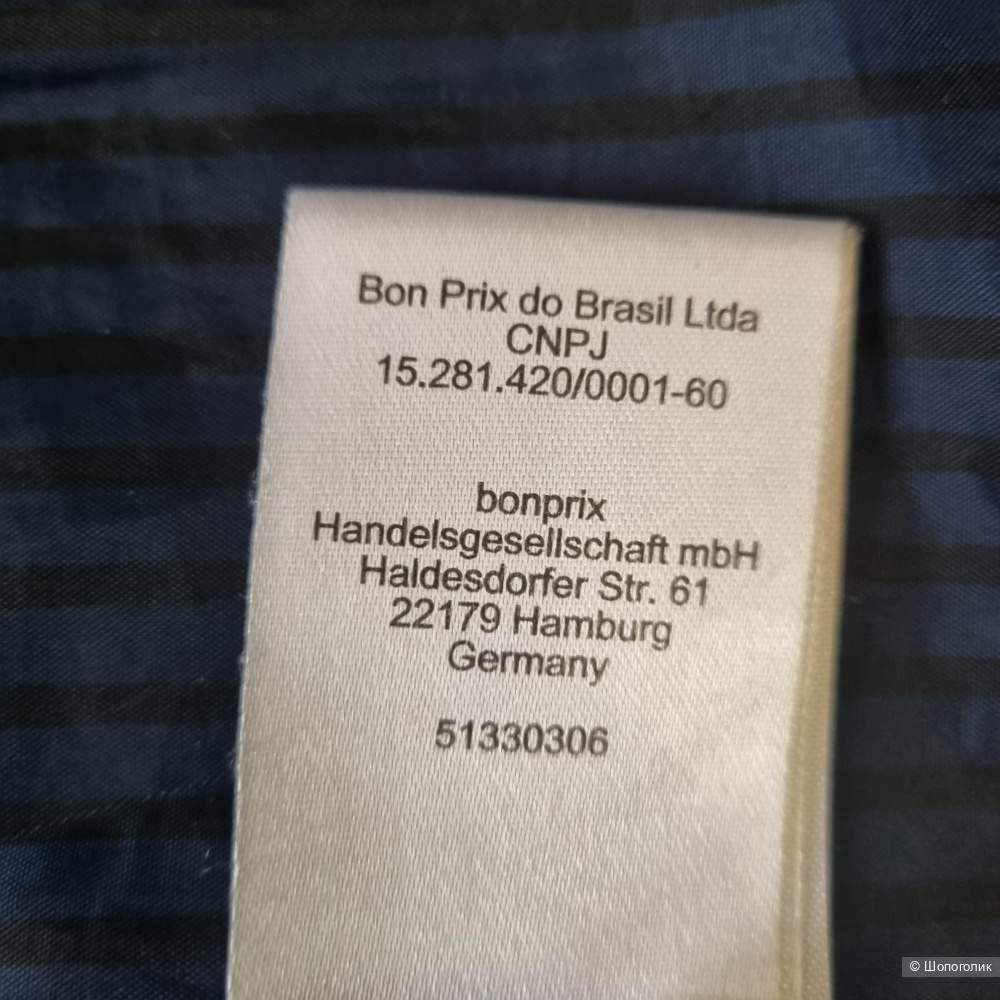 Bon Prix do Brasil Ltda
CNPJ
15.281.420/0001-60
bonprix
Handelsgesellschaft mbH
Haldesdorfer Str. 61
22179 Hamburg
Germany
51330306
© Шопоголик